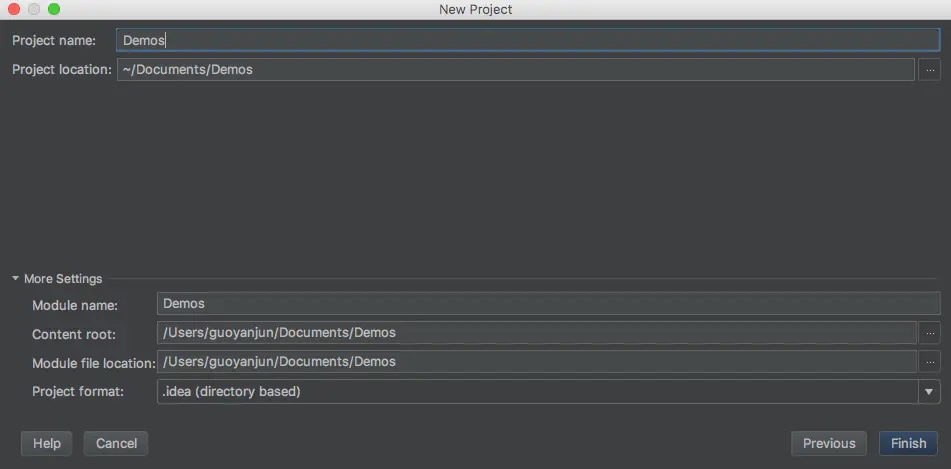 New Project
Project name: Demos
Project location: ~/Documents/Demos ...
More Settings
Module name: Demos
Content root: /Users/guoyanjun/Documents/Demos ...
Module file location: /Users/guoyanjun/Documents/Demos ...
Project format: .idea (directory based)
Help Cancel Previous Finish